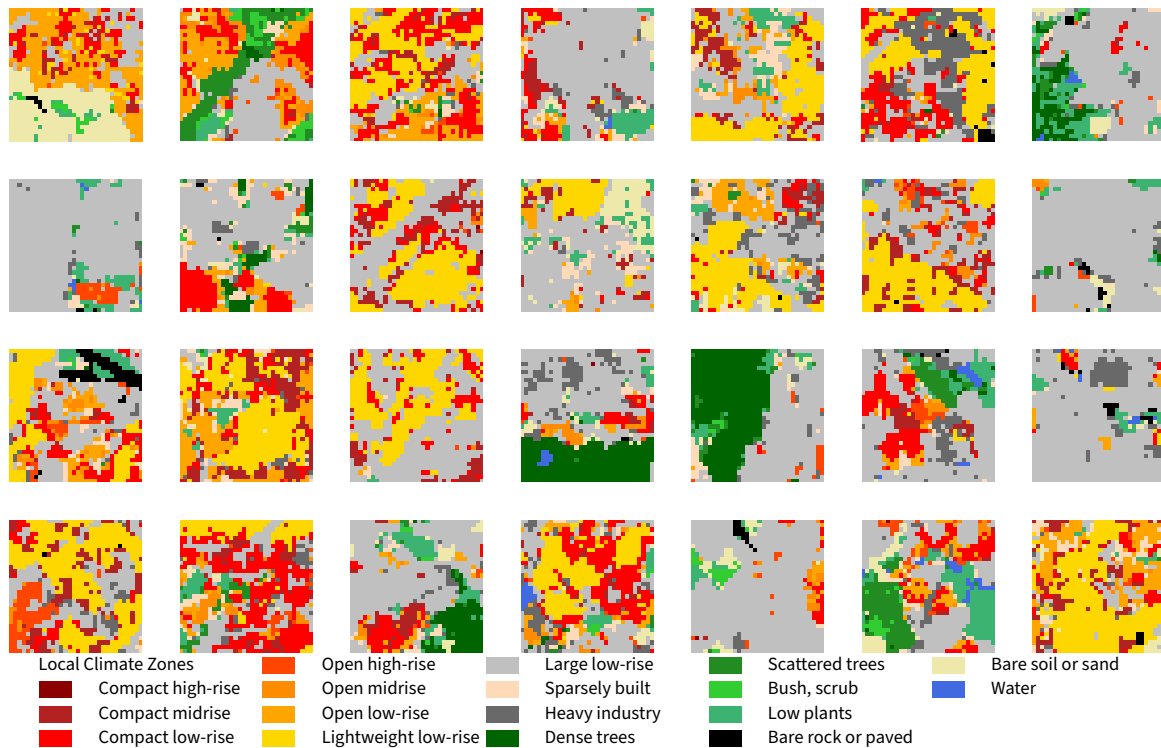 Local Climate Zones
Compact high-rise
Compact midrise
Compact low-rise
Open high-rise
Open midrise
Open low-rise
Lightweight low-rise
Large low-rise
Sparsely built
Heavy industry
Dense trees
Scattered trees
Bush, scrub
Low plants
Bare rock or paved
Bare soil or sand
Water